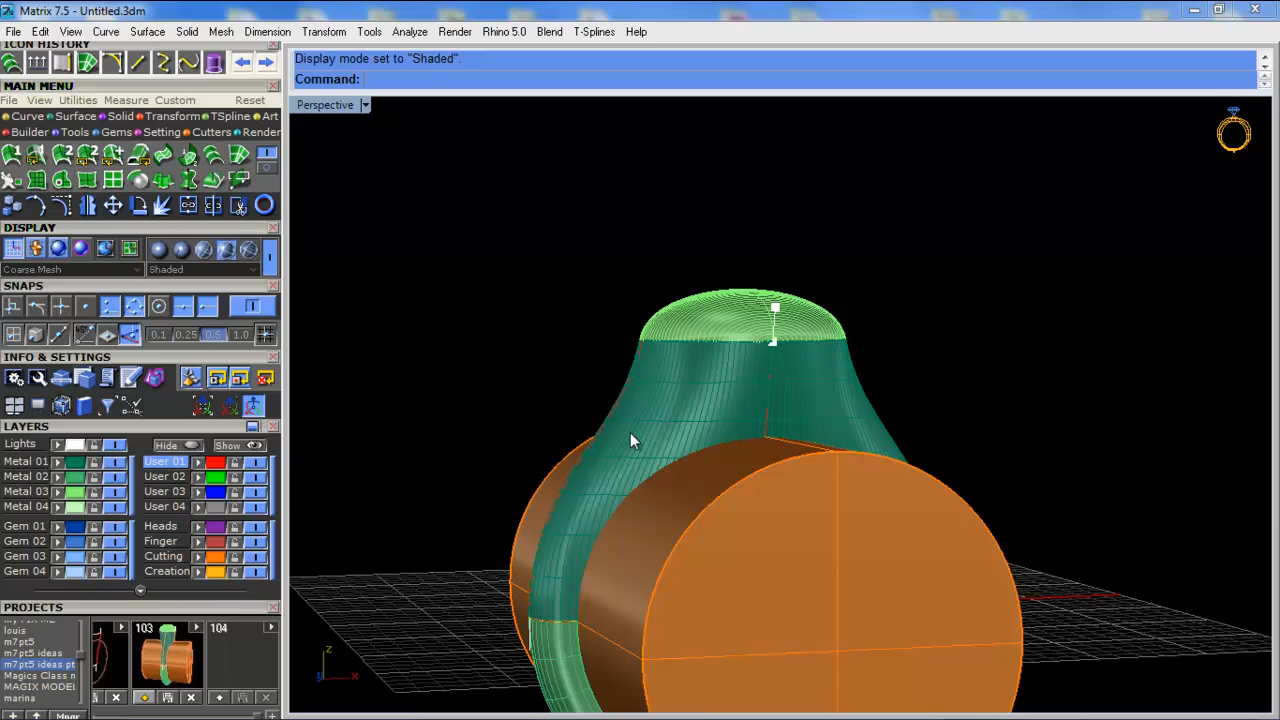 Matrix 7.5 - Untitled.3dm
File Edit View Curve Surface Solid Mesh Dimension Transform Tools Analyze Render Rhino 5.0 Blend T-Splines Help
ICON HISTORY
Display mode set to "Shaded".
Command:
MAIN MENU
File View Utilities Measure Custom Reset
Perspective
Curve Surface Solid Transform TSpline Art
Builder Tools Gems Setting Cutters Render
DISPLAY
Coarse Mesh Shaded
SNAPS
0.1 0.25 0.5 1.0
INFO & SETTINGS
LAYERS
Lights Hide Show
Metal 01 User 01
Metal 02 User 02
Metal 03 User 03
Metal 04 User 04
Gem 01 Heads
Gem 02 Finger
Gem 03 Cutting
Gem 04 Creation
PROJECTS
louis
m7pt5
m7pt5 ideas
m7pt5 ideas pt
Magics Class n
MAGIX MODEL
marina
103 104
z
y x